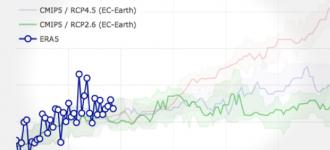 CMIP5 / RCP4.5 (EC-Earth)
CMIP5 / RCP2.6 (EC-Earth)
ERA5